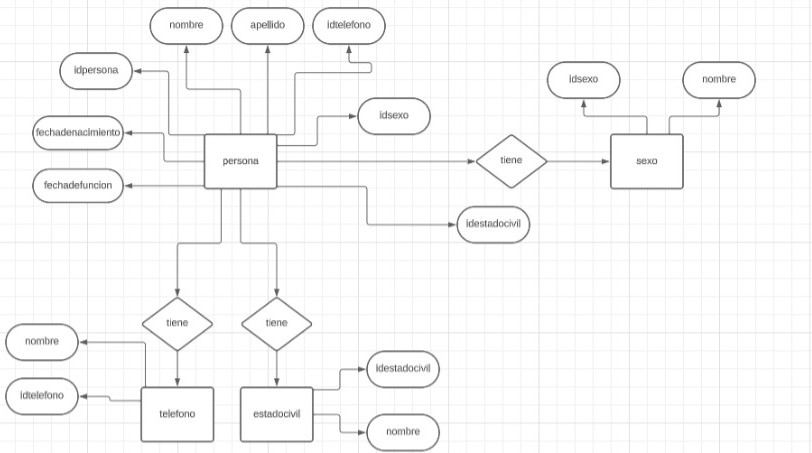 nombre
apellido
idtelefono
idpersona
idsexo
nombre
idsexo
fechadenacimiento
persona
tiene
sexo
fechadefuncion
idestadocivil
tiene
tiene
nombre
idestadocivil
idtelefono
telefono
estadocivil
nombre